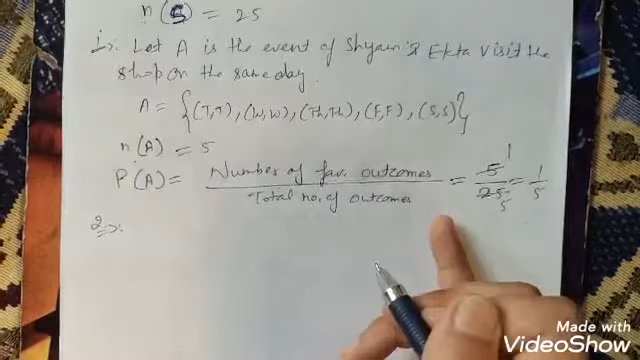 n(S) = 25
i>. Let A is the event of Shyam & Ekta visit the
shop on the same day.
A = {(T,T), (W,W), (Th,Th), (F,F), (S,S)}
n(A) = 5
P(A) = Number of fav. outcomes / Total no. of outcomes = 5 1 / 25 5 = 1/5
2>.
Made with
VideoShow